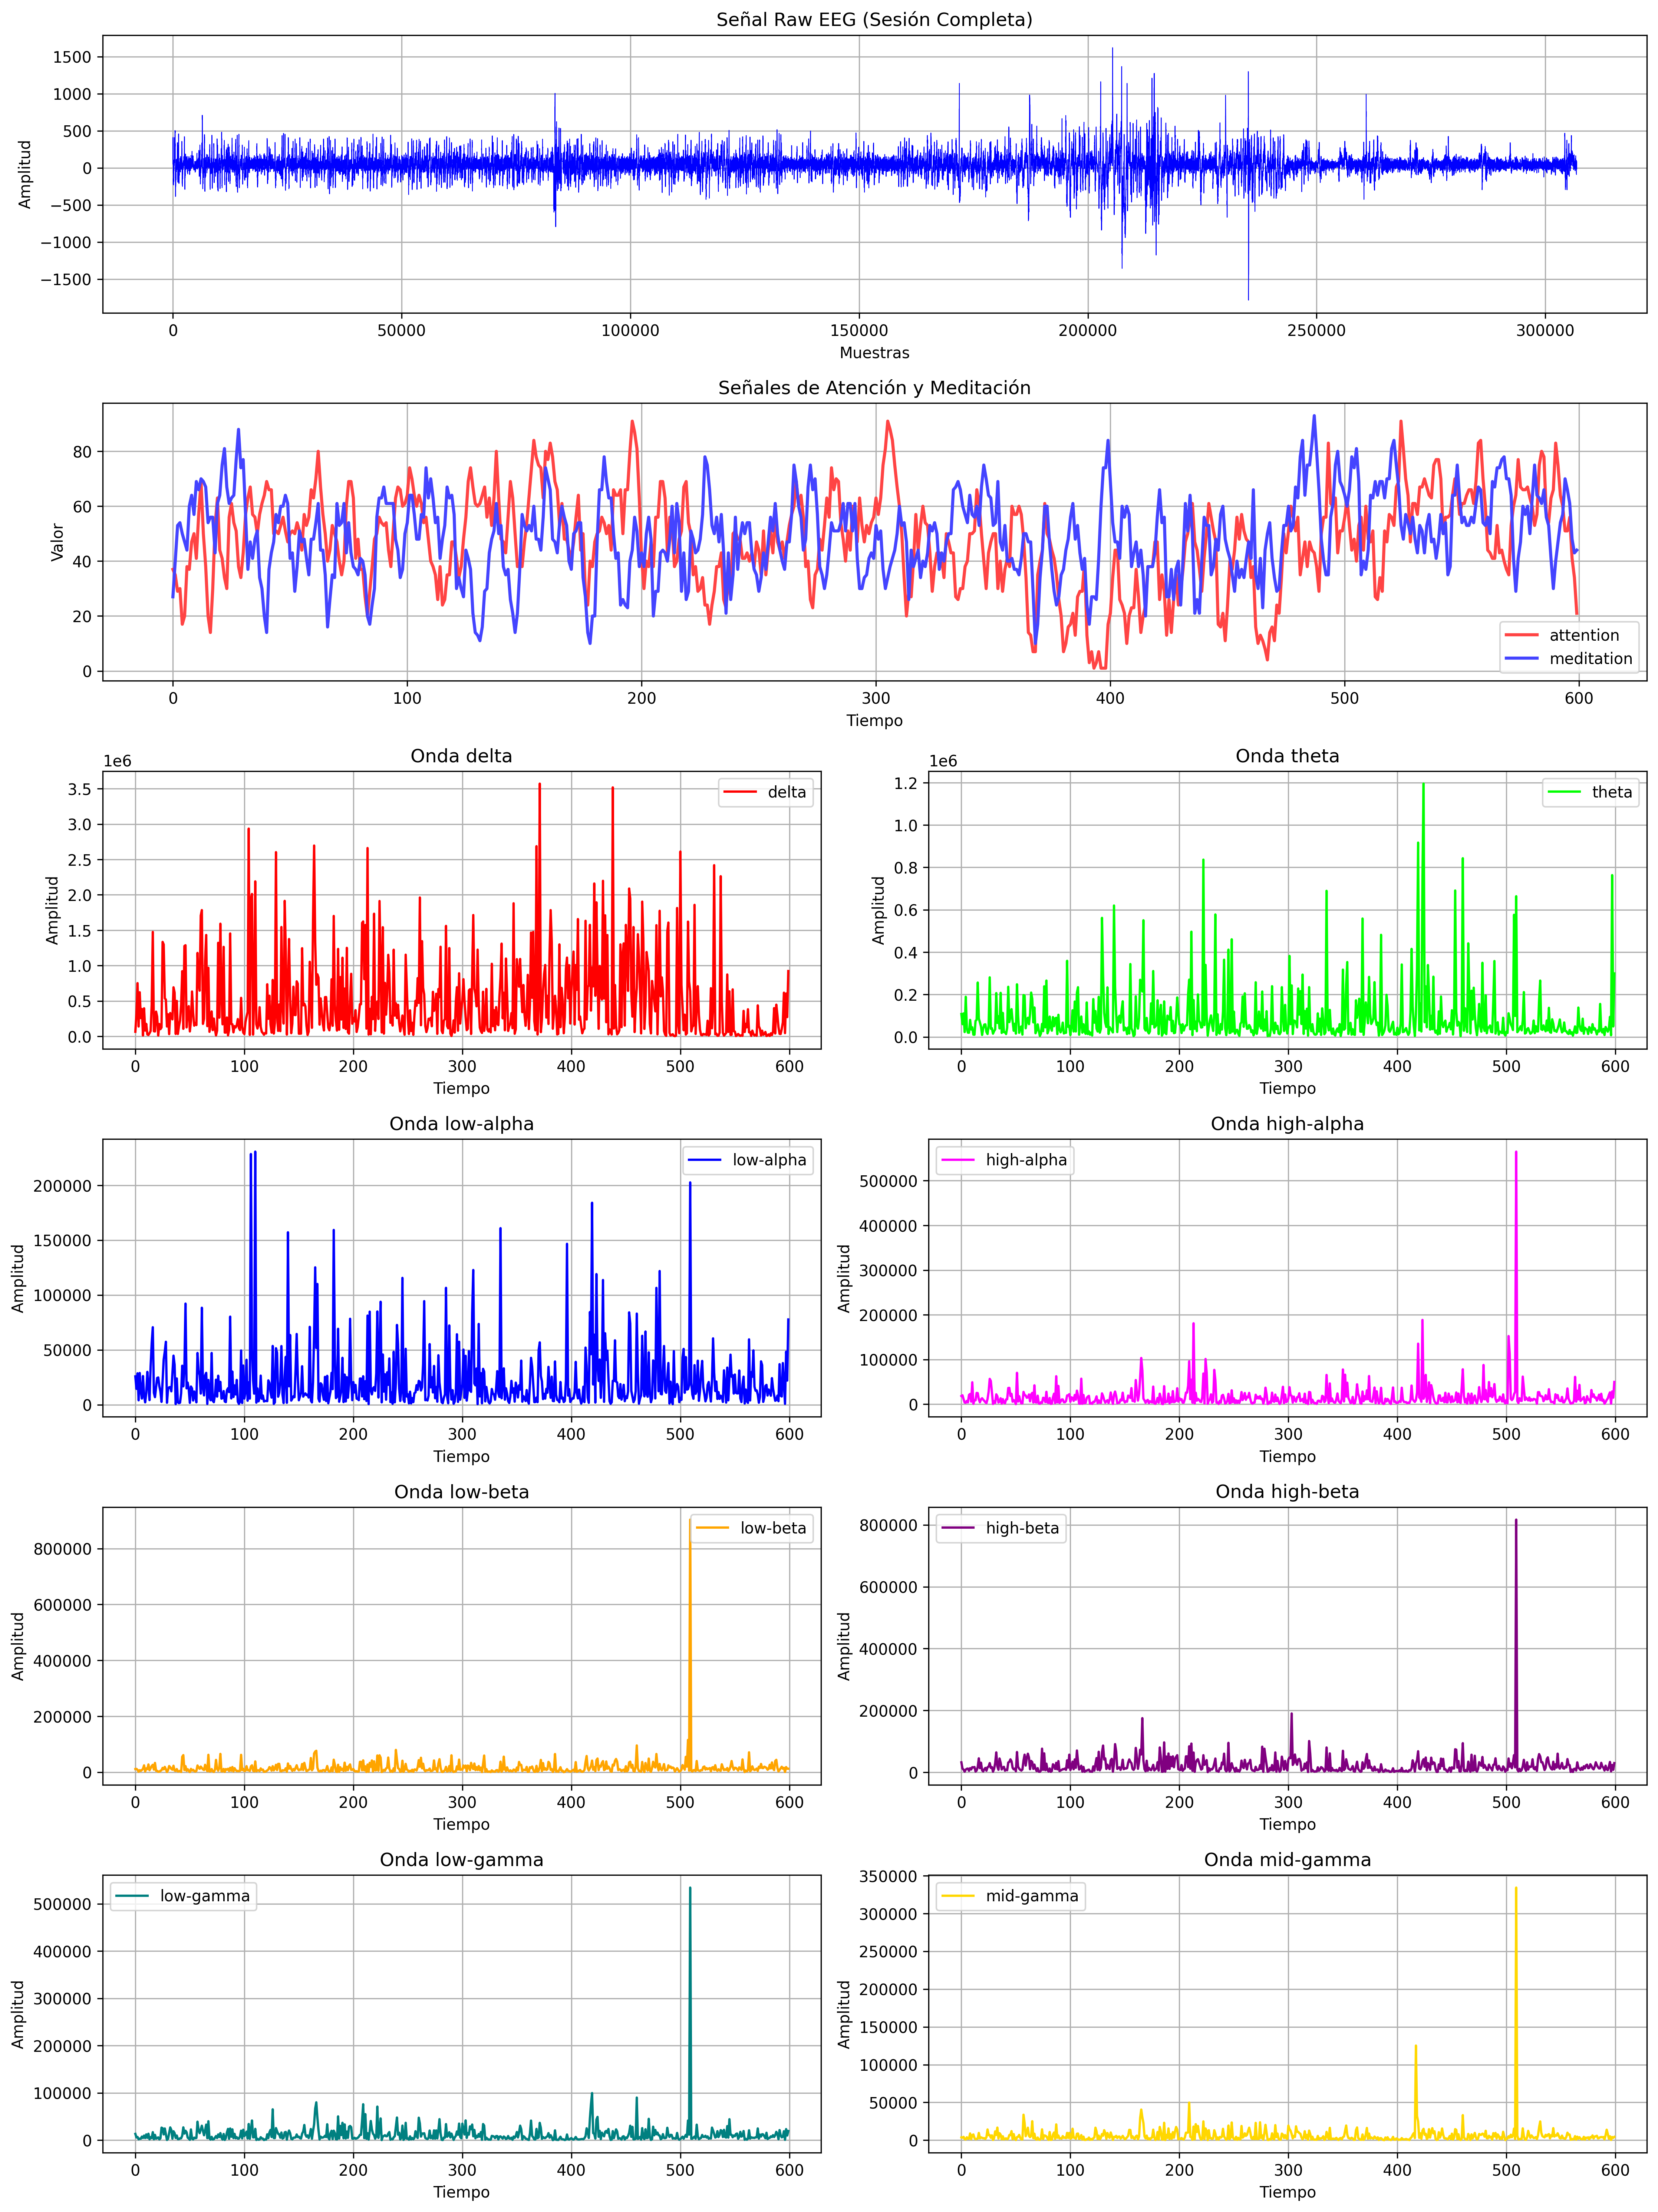 Señal Raw EEG (Sesión Completa)
1500
1000
500
0
−500
−1000
−1500
Amplitud
0 50000 100000 150000 200000 250000 300000
Muestras
Señales de Atención y Meditación
80
60
40
20
0
Valor
attention
meditation
0 100 200 300 400 500 600
Tiempo
Onda delta
1e6
3.5
3.0
2.5
2.0
1.5
1.0
0.5
0.0
Amplitud
delta
0 100 200 300 400 500 600
Tiempo
Onda theta
1e6
1.2
1.0
0.8
0.6
0.4
0.2
0.0
Amplitud
theta
0 100 200 300 400 500 600
Tiempo
Onda low-alpha
200000
150000
100000
50000
0
Amplitud
low-alpha
0 100 200 300 400 500 600
Tiempo
Onda high-alpha
500000
400000
300000
200000
100000
0
Amplitud
high-alpha
0 100 200 300 400 500 600
Tiempo
Onda low-beta
800000
600000
400000
200000
0
Amplitud
low-beta
0 100 200 300 400 500 600
Tiempo
Onda high-beta
800000
600000
400000
200000
0
Amplitud
high-beta
0 100 200 300 400 500 600
Tiempo
Onda low-gamma
500000
400000
300000
200000
100000
0
Amplitud
low-gamma
0 100 200 300 400 500 600
Tiempo
Onda mid-gamma
350000
300000
250000
200000
150000
100000
50000
0
Amplitud
mid-gamma
0 100 200 300 400 500 600
Tiempo